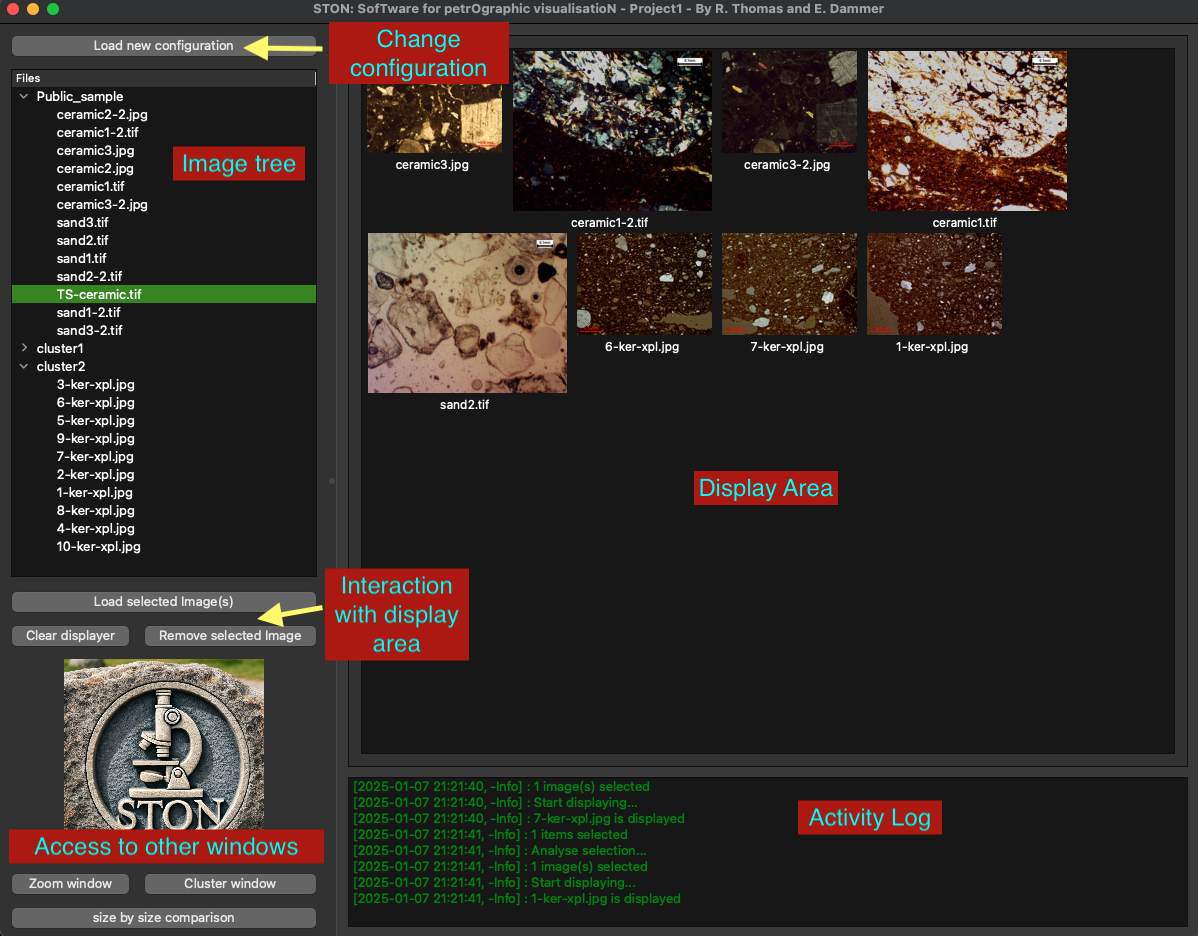 STON: SofTware for petrOgraphic visualisatioN - Project1 - By R. Thomas and E. Dammer
Load new configuration
Change
configuration
Files
Public_sample
ceramic2-2.jpg
ceramic1-2.tif
ceramic3.jpg
ceramic2.jpg
ceramic1.tif
ceramic3-2.jpg
sand3.tif
sand2.tif
sand1.tif
sand2-2.tif
TS-ceramic.tif
sand1-2.tif
sand3-2.tif
cluster1
cluster2
3-ker-xpl.jpg
6-ker-xpl.jpg
5-ker-xpl.jpg
9-ker-xpl.jpg
7-ker-xpl.jpg
2-ker-xpl.jpg
1-ker-xpl.jpg
8-ker-xpl.jpg
4-ker-xpl.jpg
10-ker-xpl.jpg
Image tree
Load selected Image(s)
Clear displayer
Remove selected Image
Interaction
with display
area
STON
Access to other windows
Zoom window
Cluster window
size by size comparison
ceramic3.jpg
ceramic1-2.tif
ceramic3-2.jpg
ceramic1.tif
sand2.tif
6-ker-xpl.jpg
7-ker-xpl.jpg
1-ker-xpl.jpg
Display Area
[2025-01-07 21:21:40, -Info] : 1 image(s) selected
[2025-01-07 21:21:40, -Info] : Start displaying...
[2025-01-07 21:21:40, -Info] : 7-ker-xpl.jpg is displayed
[2025-01-07 21:21:41, -Info] : 1 items selected
[2025-01-07 21:21:41, -Info] : Analyse selection...
[2025-01-07 21:21:41, -Info] : 1 image(s) selected
[2025-01-07 21:21:41, -Info] : Start displaying...
[2025-01-07 21:21:41, -Info] : 1-ker-xpl.jpg is displayed
Activity Log